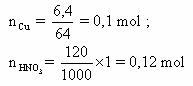 n_Cu = 6,4/64 = 0,1 mol ;
n_HNO₃ = 120/1000 × 1 = 0,12 mol